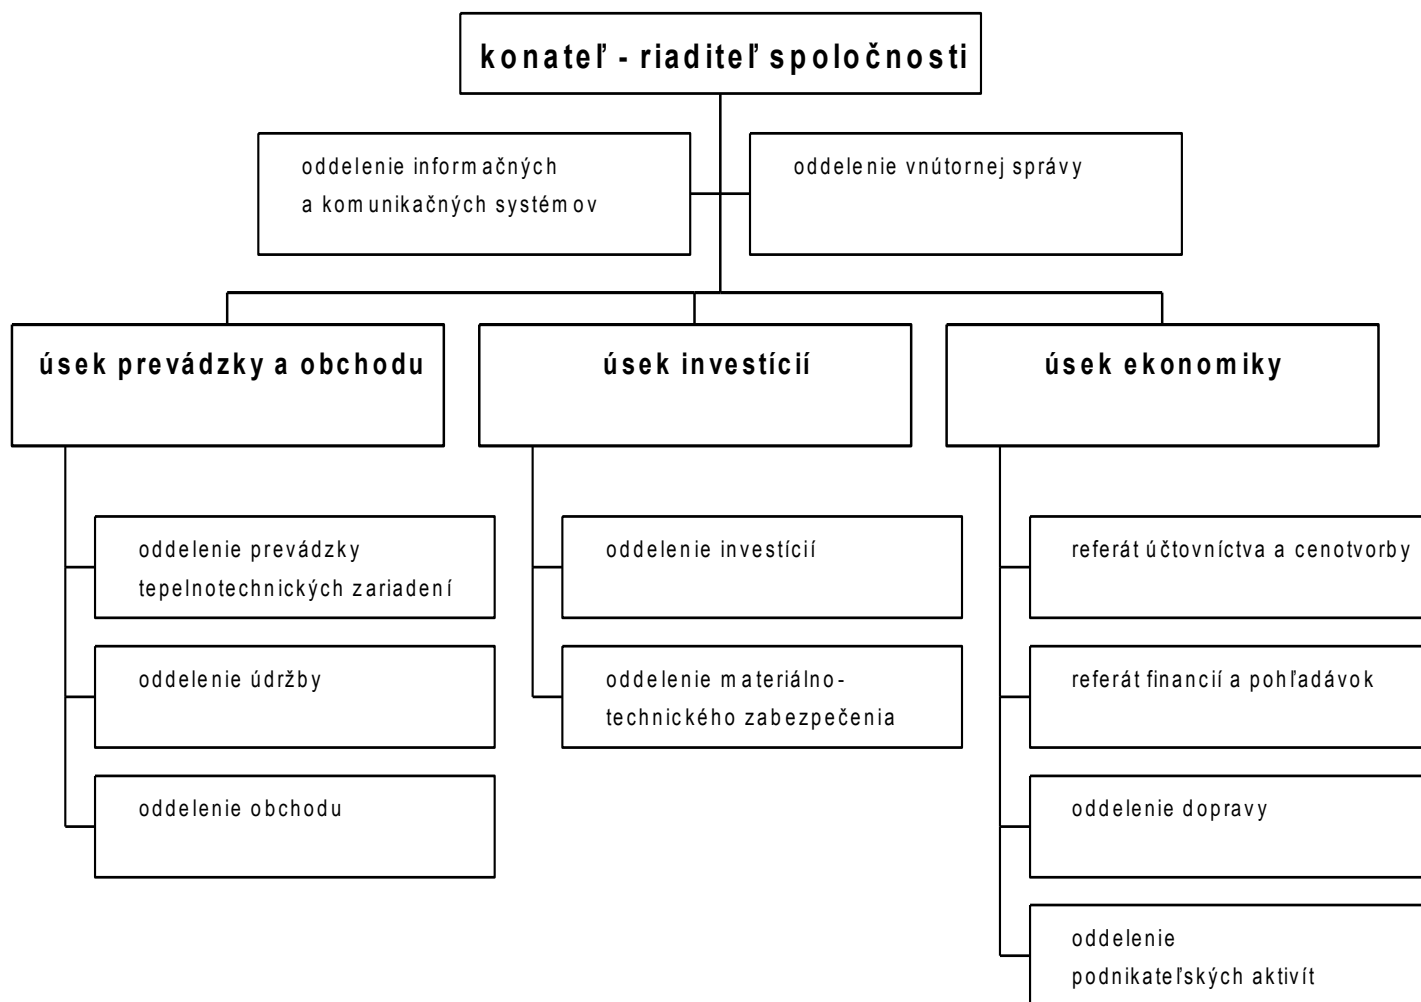 konateľ - riaditeľ spoločnosti
oddelenie informačných
a komunikačných systémov
oddelenie vnútornej správy
úsek prevádzky a obchodu
úsek investícií
úsek ekonomiky
oddelenie prevádzky
tepelnotechnických zariadení
oddelenie údržby
oddelenie obchodu
oddelenie investícií
oddelenie materiálno-
technického zabezpečenia
referát účtovníctva a cenotvorby
referát financií a pohľadávok
oddelenie dopravy
oddelenie
podnikateľských aktivít